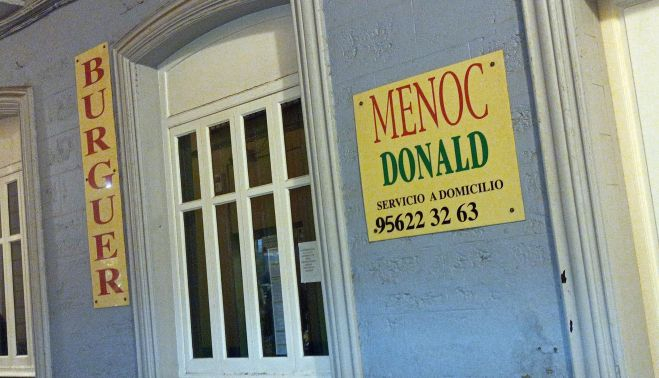 BURGUER
MENOC
DONALD
SERVICIO A DOMICILIO
95622 32 63